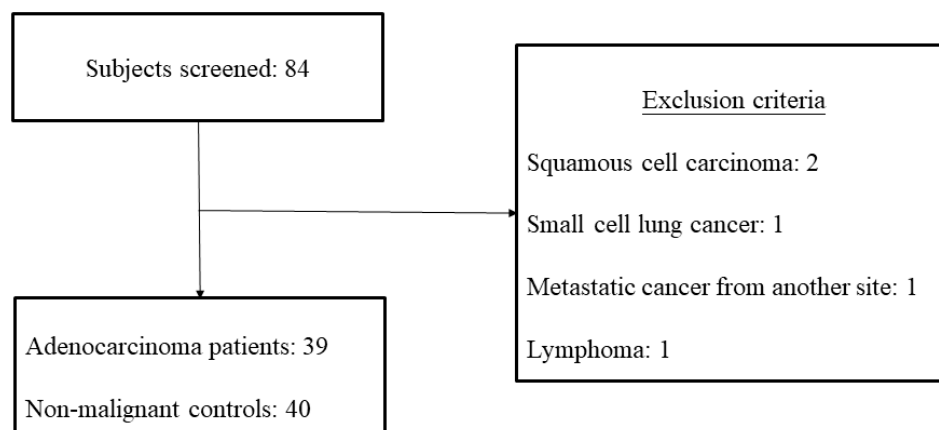 Subjects screened: 84
Exclusion criteria
Squamous cell carcinoma: 2
Small cell lung cancer: 1
Metastatic cancer from another site: 1
Lymphoma: 1
Adenocarcinoma patients: 39
Non-malignant controls: 40